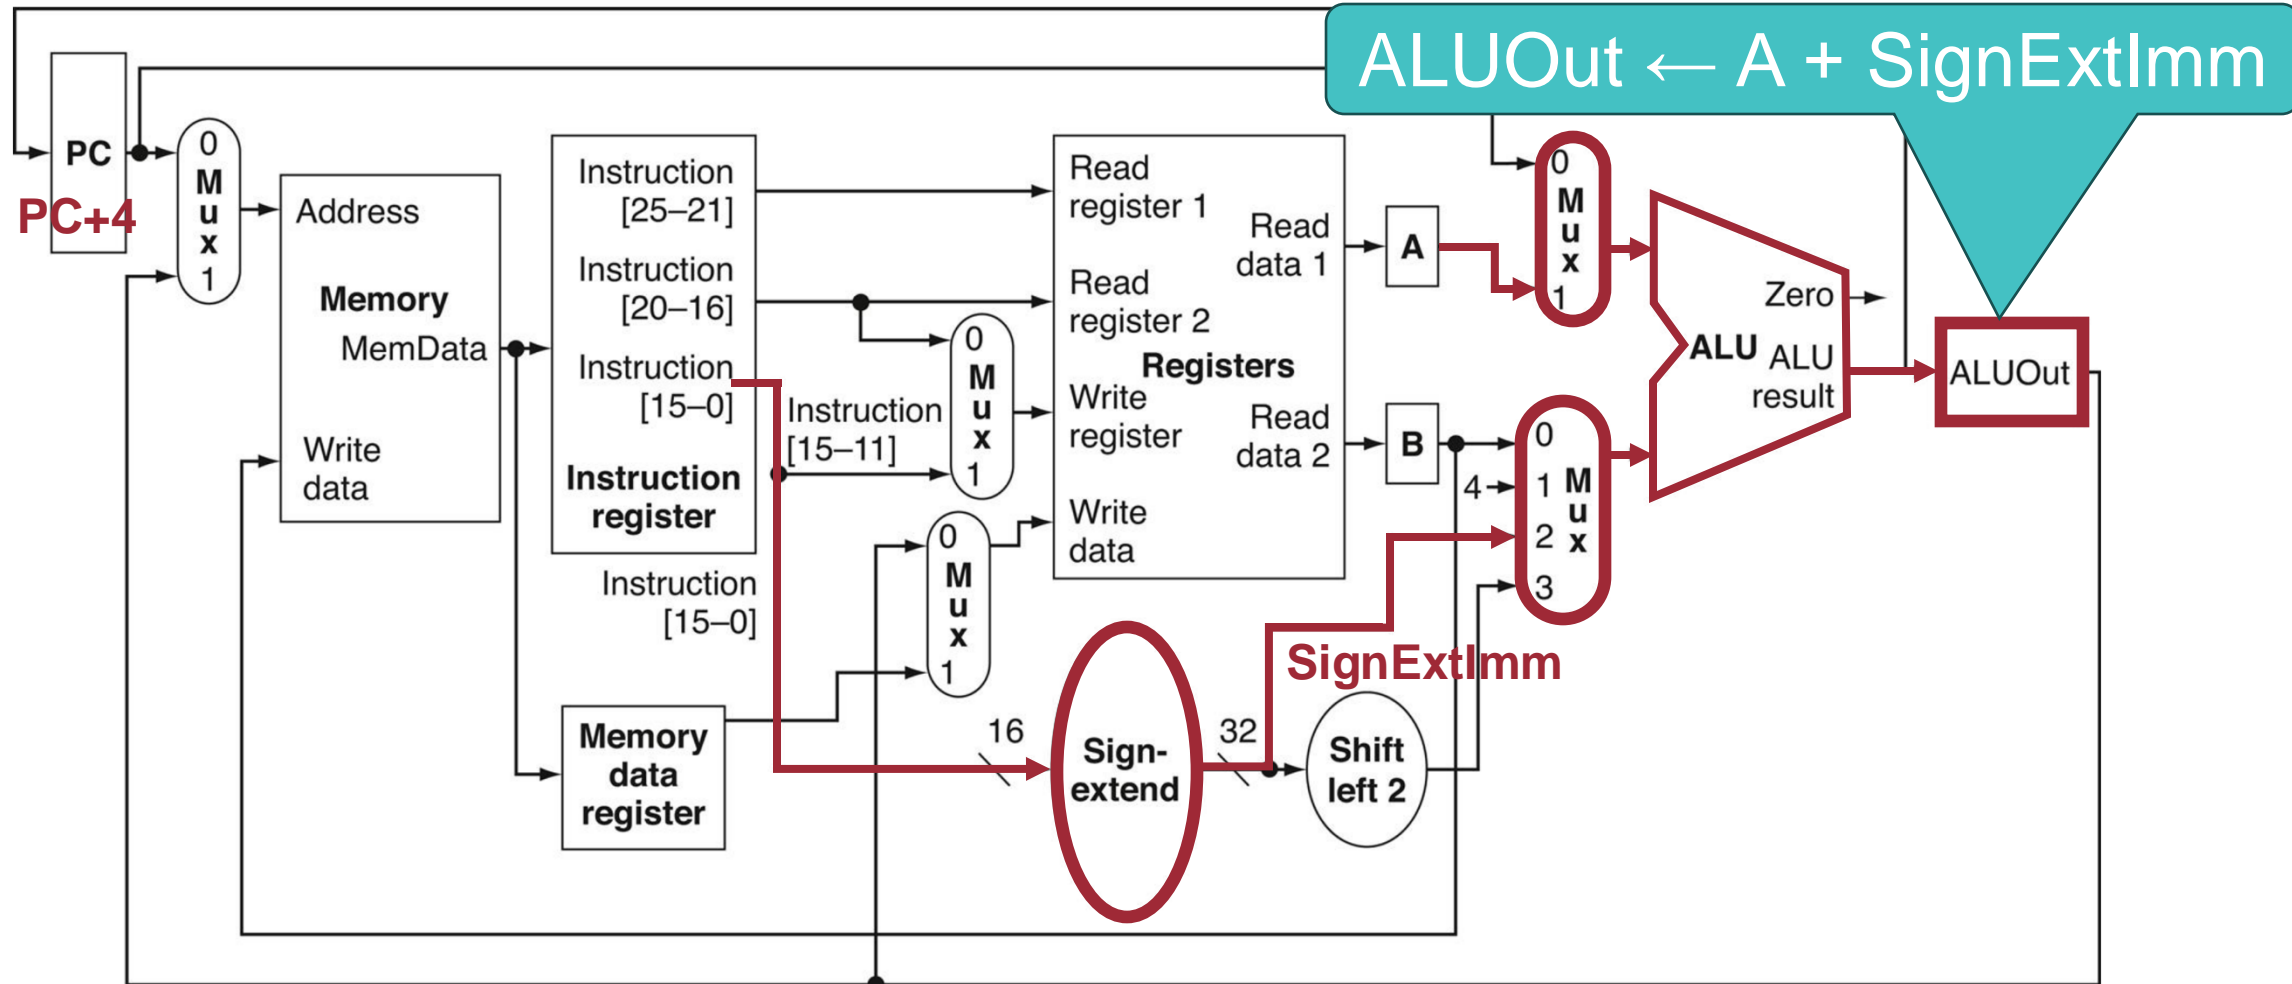 ALUOut ← A + SignExtImm
PC
PC+4
0
M
u
x
1
Address
Memory
MemData
Write
data
Instruction
[25–21]
Instruction
[20–16]
Instruction
[15–0]
Instruction
register
Instruction
[15–0]
Instruction
[15–11]
Memory
data
register
0
M
u
x
1
0
M
u
x
1
Read
register 1
Read
register 2
Registers
Write
register
Write
data
Read
data 1
Read
data 2
16
Sign-
extend
32
Shift
left 2
SignExtImm
A
B
4
0
M
u
x
1
0
1
2
3
M
u
x
Zero
ALU
ALU
result
ALUOut